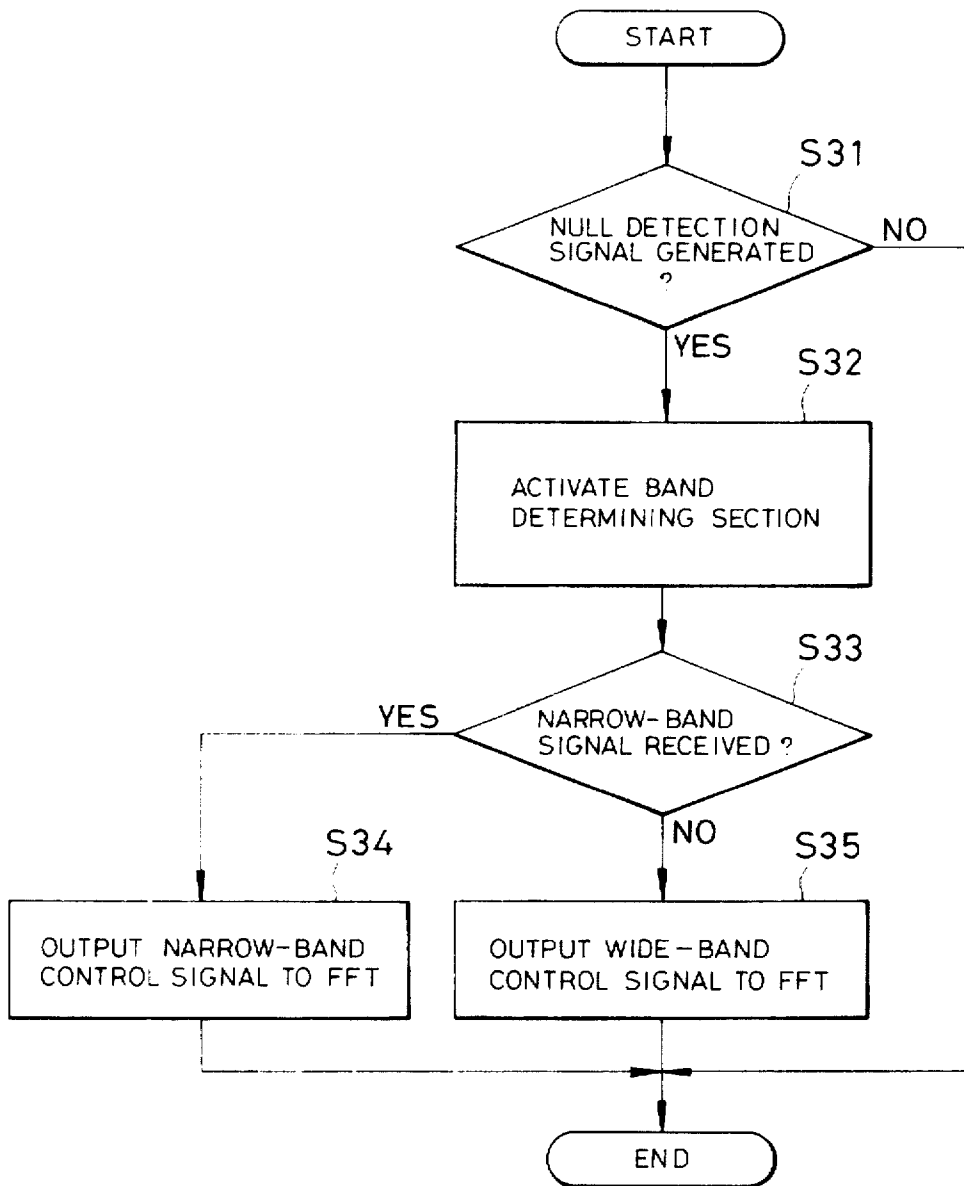 START
S31
NULL DETECTION
SIGNAL GENERATED
?
NO
YES
S32
ACTIVATE BAND
DETERMINING SECTION
S33
NARROW-BAND
SIGNAL RECEIVED ?
YES
NO
S34
OUTPUT NARROW-BAND
CONTROL SIGNAL TO FFT
S35
OUTPUT WIDE-BAND
CONTROL SIGNAL TO FFT
END